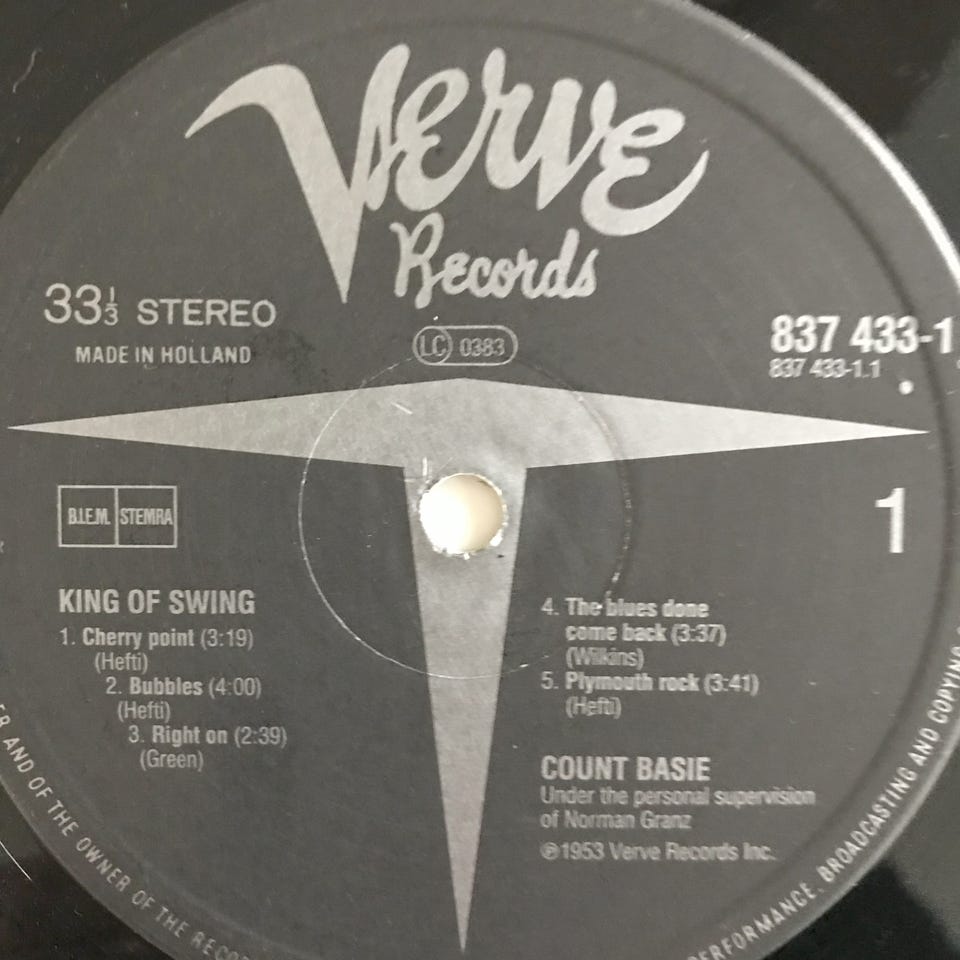 Verve
Records
33⅓ STEREO
MADE IN HOLLAND
LC 0383
837 433-1
837 433-1.1
B.I.E.M. STEMRA
1
KING OF SWING
1. Cherry point (3:19)
(Hefti)
2. Bubbles (4:00)
(Hefti)
3. Right on (2:39)
(Green)
4. The blues done
come back (3:37)
(Wilkins)
5. Plymouth rock (3:41)
(Hefti)
COUNT BASIE
Under the personal supervision
of Norman Granz
℗1953 Verve Records Inc.
AND OF THE OWNER OF THE
PERFORMANCE, BROADCASTING AND COPYING